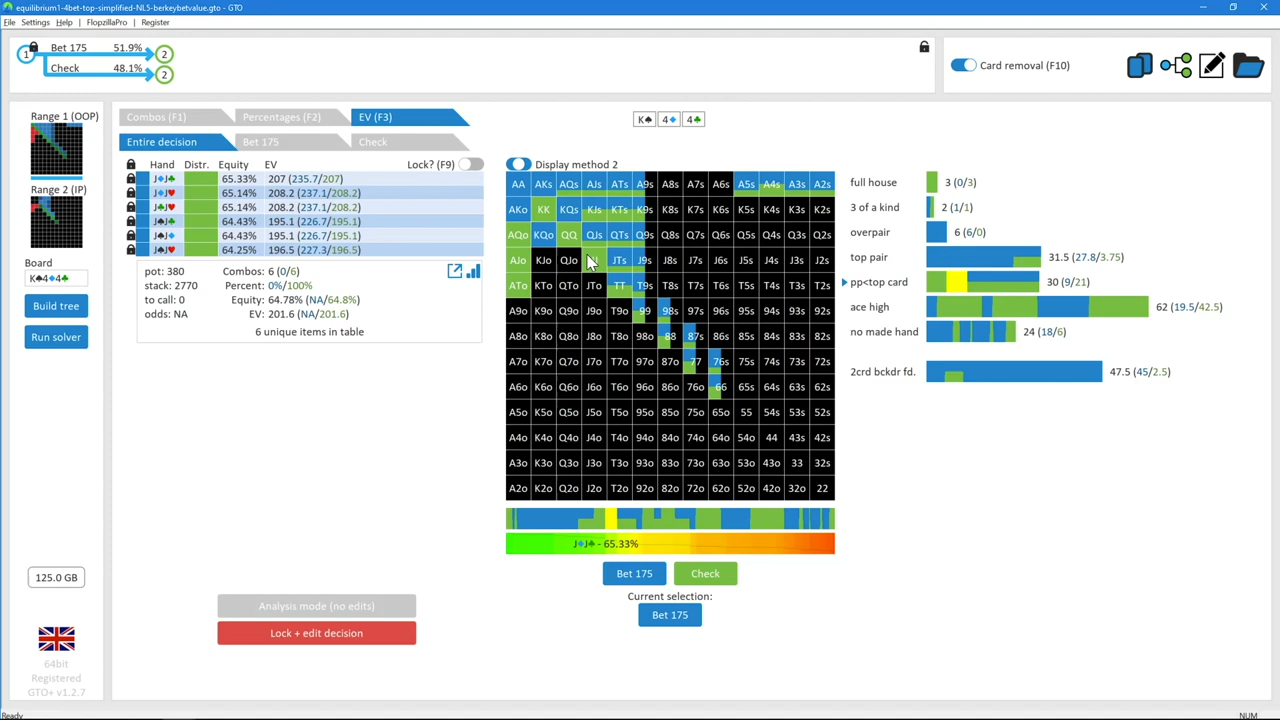 equilibrium1-4bet-top-simplified-NL5-berkeybetvalue.gto - GTO
File Settings Help FlopzillaPro Register
1 Bet 175 51.9% 2
Check 48.1% 2
Card removal (F10)
Range 1 (OOP)
Range 2 (IP)
Board
K♠4♦4♣
Build tree
Run solver
125.0 GB
64bit
Registered
GTO+ v1.2.7
Combos (F1) Percentages (F2) EV (F3)
Entire decision Bet 175 Check
Hand Distr. Equity EV Lock? (F9)
J♦J♣ 65.33% 207 (235.7/207)
J♦J♥ 65.14% 208.2 (237.1/208.2)
J♣J♥ 65.14% 208.2 (237.1/208.2)
J♠J♣ 64.43% 195.1 (226.7/195.1)
J♠J♦ 64.43% 195.1 (226.7/195.1)
J♠J♥ 64.25% 196.5 (227.3/196.5)
pot: 380 Combos: 6 (0/6)
stack: 2770 Percent: 0%/100%
to call: 0 Equity: 64.78% (NA/64.8%)
odds: NA EV: 201.6 (NA/201.6)
6 unique items in table
Analysis mode (no edits)
Lock + edit decision
K♠ 4♦ 4♣
Display method 2
AA AKs AQs AJs ATs A9s A8s A7s A6s A5s A4s A3s A2s
AKo KK KQs KJs KTs K9s K8s K7s K6s K5s K4s K3s K2s
AQo KQo QQ QJs QTs Q9s Q8s Q7s Q6s Q5s Q4s Q3s Q2s
AJo KJo QJo JTs J9s J8s J7s J6s J5s J4s J3s J2s
ATo KTo QTo JTo TT T9s T8s T7s T6s T5s T4s T3s T2s
A9o K9o Q9o J9o T9o 99 98s 97s 96s 95s 94s 93s 92s
A8o K8o Q8o J8o T8o 98o 88 87s 86s 85s 84s 83s 82s
A7o K7o Q7o J7o T7o 97o 87o 77 76s 75s 74s 73s 72s
A6o K6o Q6o J6o T6o 96o 86o 76o 66 65s 64s 63s 62s
A5o K5o Q5o J5o T5o 95o 85o 75o 65o 55 54s 53s 52s
A4o K4o Q4o J4o T4o 94o 84o 74o 64o 54o 44 43s 42s
A3o K3o Q3o J3o T3o 93o 83o 73o 63o 53o 43o 33 32s
A2o K2o Q2o J2o T2o 92o 82o 72o 62o 52o 42o 32o 22
J♦J♣ - 65.33%
Bet 175 Check
Current selection:
Bet 175
full house 3 (0/3)
3 of a kind 2 (1/1)
overpair 6 (6/0)
top pair 31.5 (27.8/3.75)
pp<top card 30 (9/21)
ace high 62 (19.5/42.5)
no made hand 24 (18/6)
2crd bckdr fd. 47.5 (45/2.5)
Ready NUM